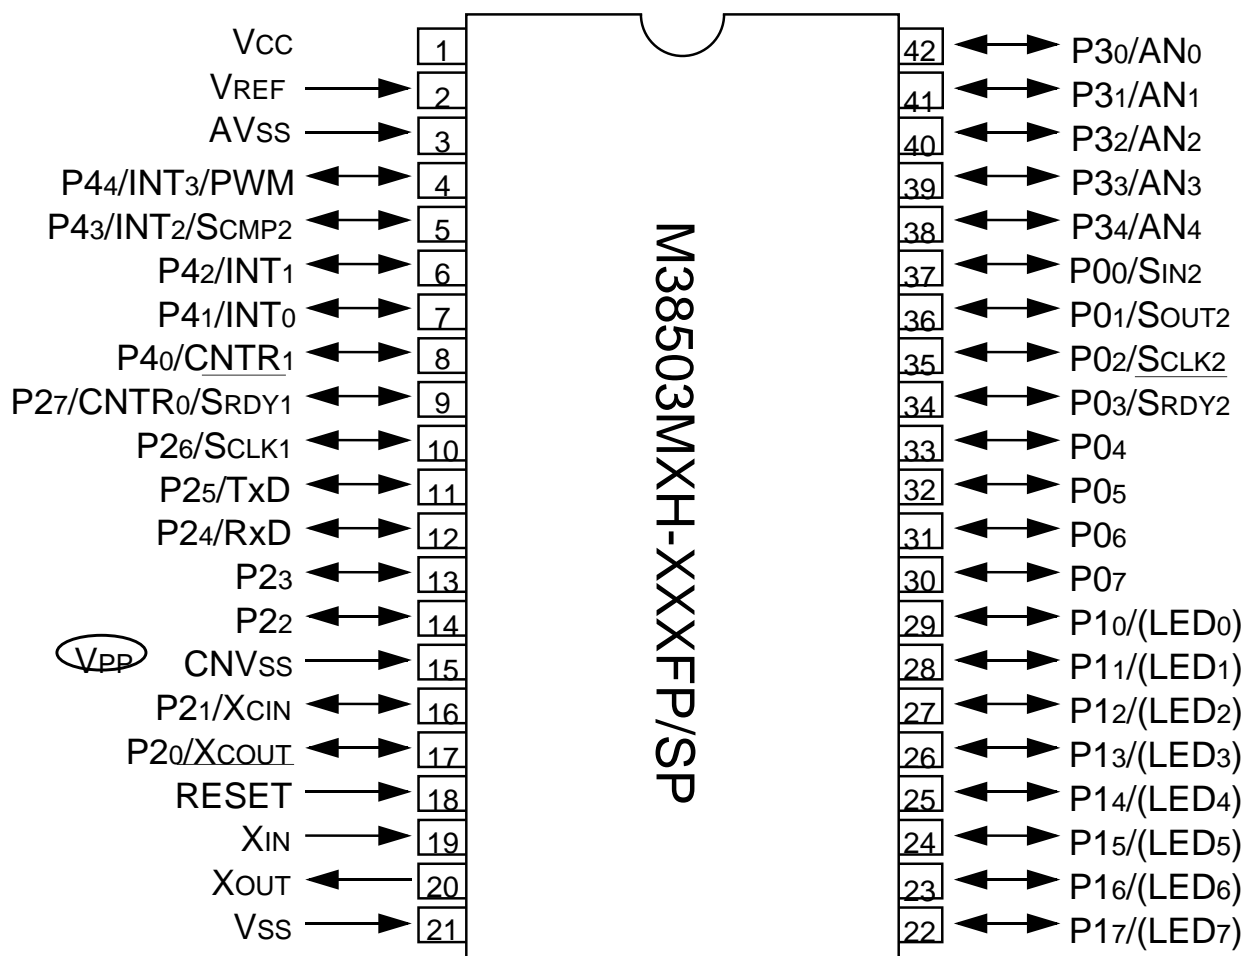 VCC 1
VREF 2
AVSS 3
P44/INT3/PWM 4
P43/INT2/SCMP2 5
P42/INT1 6
P41/INT0 7
P40/CNTR1 8
P27/CNTR0/SRDY1 9
P26/SCLK1 10
P25/TxD 11
P24/RxD 12
P23 13
P22 14
VPP CNVSS 15
P21/XCIN 16
P20/XCOUT 17
RESET 18
XIN 19
XOUT 20
VSS 21
M38503MXH-XXXFP/SP
42 P30/AN0
41 P31/AN1
40 P32/AN2
39 P33/AN3
38 P34/AN4
37 P00/SIN2
36 P01/SOUT2
35 P02/SCLK2
34 P03/SRDY2
33 P04
32 P05
31 P06
30 P07
29 P10/(LED0)
28 P11/(LED1)
27 P12/(LED2)
26 P13/(LED3)
25 P14/(LED4)
24 P15/(LED5)
23 P16/(LED6)
22 P17/(LED7)